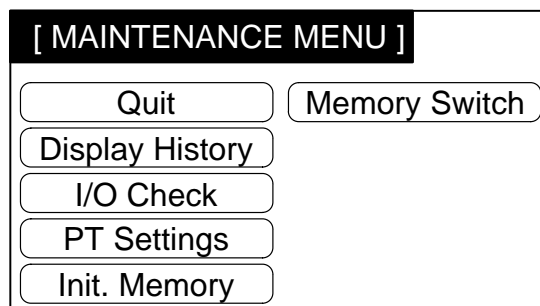 [ MAINTENANCE MENU ]
Quit Memory Switch
Display History
I/O Check
PT Settings
Init. Memory